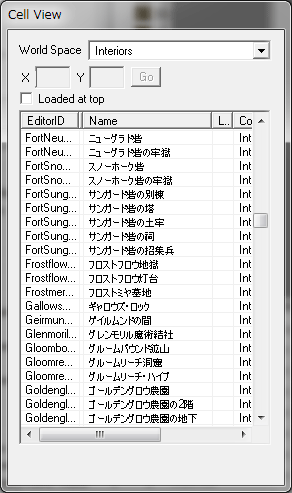 Cell View
World Space Interiors
X Y Go
Loaded at top
EditorID Name L... Co
FortNeu... ニューグラド砦 Int
FortNeu... ニューグラド砦の牢獄 Int
FortSno... スノーホーク砦 Int
FortSno... スノーホーク砦の牢獄 Int
FortSung... サンガード砦の別棟 Int
FortSung... サンガード砦の塔 Int
FortSung... サンガード砦の土牢 Int
FortSung... サンガード砦の祠 Int
FortSung... サンガード砦の招集兵 Int
Frostflow... フロストフロウ地獄 Int
Frostflow... フロストフロウ灯台 Int
Frostmer... フロストミヤ墓地 Int
Gallows... ギャロウズ・ロック Int
Geirmun... ゲイルムンドの間 Int
Glenmoril... グレンモリル魔術結社 Int
Gloombo... グルームバウンド鉱山 Int
Gloomre... グルームリーチ洞窟 Int
Gloomre... グルームリーチ・ハイブ Int
Goldengl... ゴールデングロウ農園 Int
Goldengl... ゴールデングロウ農園の2階 Int
Goldengl... ゴールデングロウ農園の地下 Int